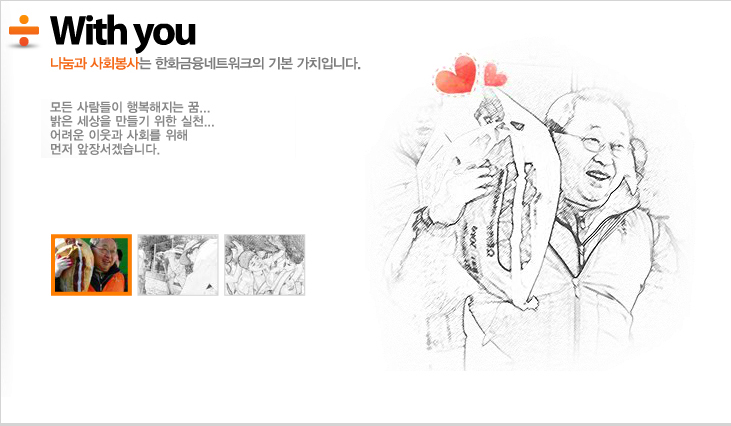 With you
나눔과 사회봉사는 한화금융네트워크의 기본 가치입니다.
모든 사람들이 행복해지는 꿈...
밝은 세상을 만들기 위한 실천...
어려운 이웃과 사회를 위해
먼저 앞장서겠습니다.